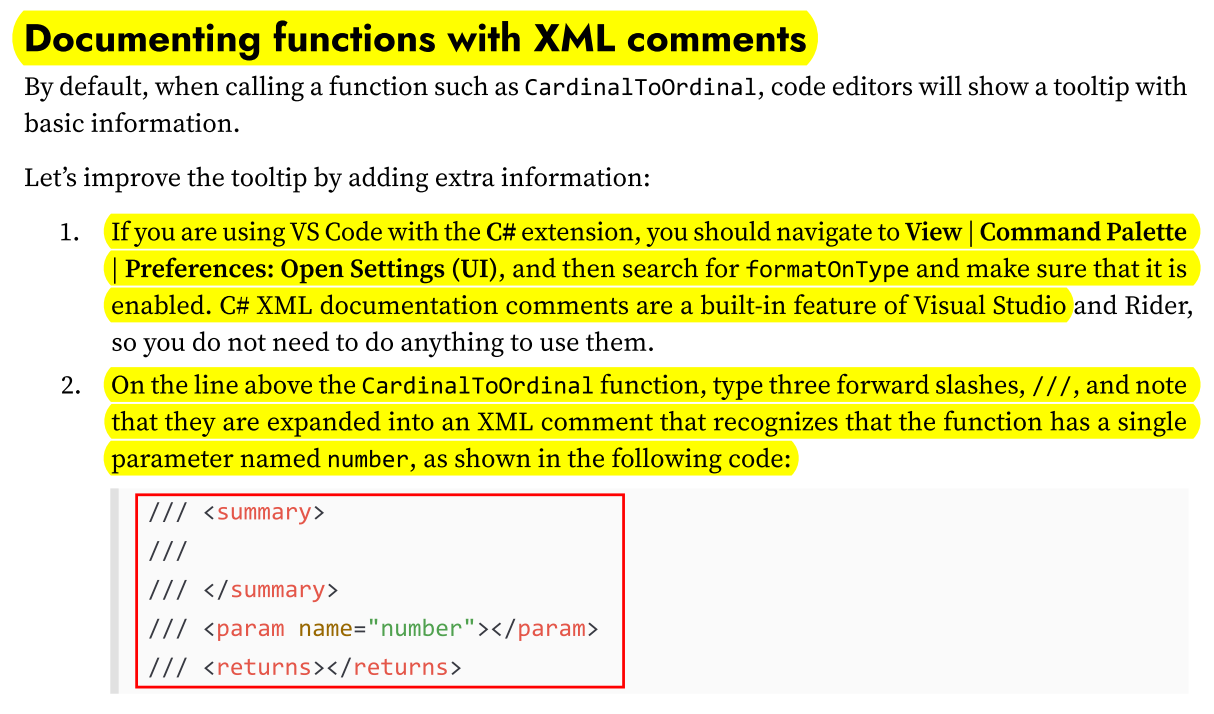 Documenting functions with XML comments
By default, when calling a function such as CardinalToOrdinal, code editors will show a tooltip with
basic information.
Let’s improve the tooltip by adding extra information:
1. If you are using VS Code with the C# extension, you should navigate to View | Command Palette
| Preferences: Open Settings (UI), and then search for formatOnType and make sure that it is
enabled. C# XML documentation comments are a built-in feature of Visual Studio and Rider,
so you do not need to do anything to use them.
2. On the line above the CardinalToOrdinal function, type three forward slashes, ///, and note
that they are expanded into an XML comment that recognizes that the function has a single
parameter named number, as shown in the following code:
/// <summary>
///
/// </summary>
/// <param name="number"></param>
/// <returns></returns>